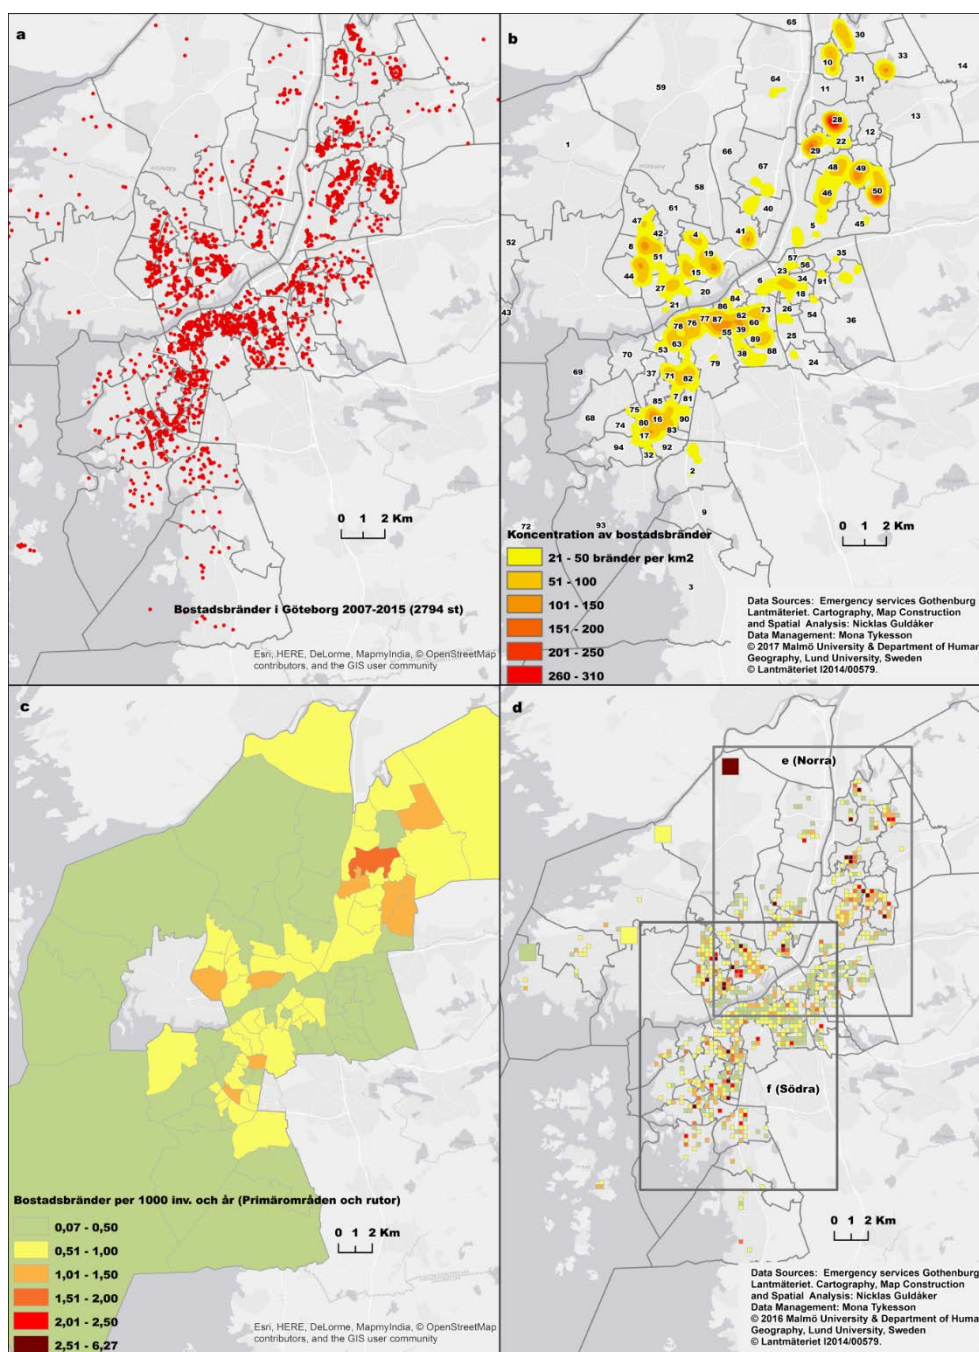 a
0 1 2 Km
Bostadsbränder i Göteborg 2007-2015 (2794 st)
Esri, HERE, DeLorme, MapmyIndia, © OpenStreetMap
contributors, and the GIS user community
b
65
30
33
14
59
64
10
31
11
13
28
12
1
29
22
66
67
48
49
58
46
50
61
40
47
42
4
41
5
45
8
19
52
51
57
35
56
44
15
23
6
34
91
27
18
20
84
21
86
26
54
43
73
77
87
62
76
60
36
78
55
39
25
63
89
53
38
88
70
79
24
37
71
69
82
7
81
85
75
68
16
90
80
74
83
17
94
92
32
2
9
72
93
3
0 1 2 Km
Koncentration av bostadsbränder
21 - 50 bränder per km2
51 - 100
101 - 150
151 - 200
201 - 250
260 - 310
Data Sources: Emergency services Gothenburg
Lantmäteriet. Cartography, Map Construction
and Spatial Analysis: Nicklas Guldåker
Data Management: Mona Tykesson
© 2017 Malmö University & Department of Human
Geography, Lund University, Sweden
© Lantmäteriet I2014/00579.
c
Bostadsbränder per 1000 inv. och år (Primärområden och rutor)
0,07 - 0,50
0,51 - 1,00
1,01 - 1,50
1,51 - 2,00
2,01 - 2,50
2,51 - 6,27
0 1 2 Km
Esri, HERE, DeLorme, MapmyIndia, © OpenStreetMap
contributors, and the GIS user community
d
e (Norra)
f (Södra)
0 1 2 Km
Data Sources: Emergency services Gothenburg
Lantmäteriet. Cartography, Map Construction
and Spatial Analysis: Nicklas Guldåker
Data Management: Mona Tykesson
© 2016 Malmö University & Department of Human
Geography, Lund University, Sweden
© Lantmäteriet I2014/00579.